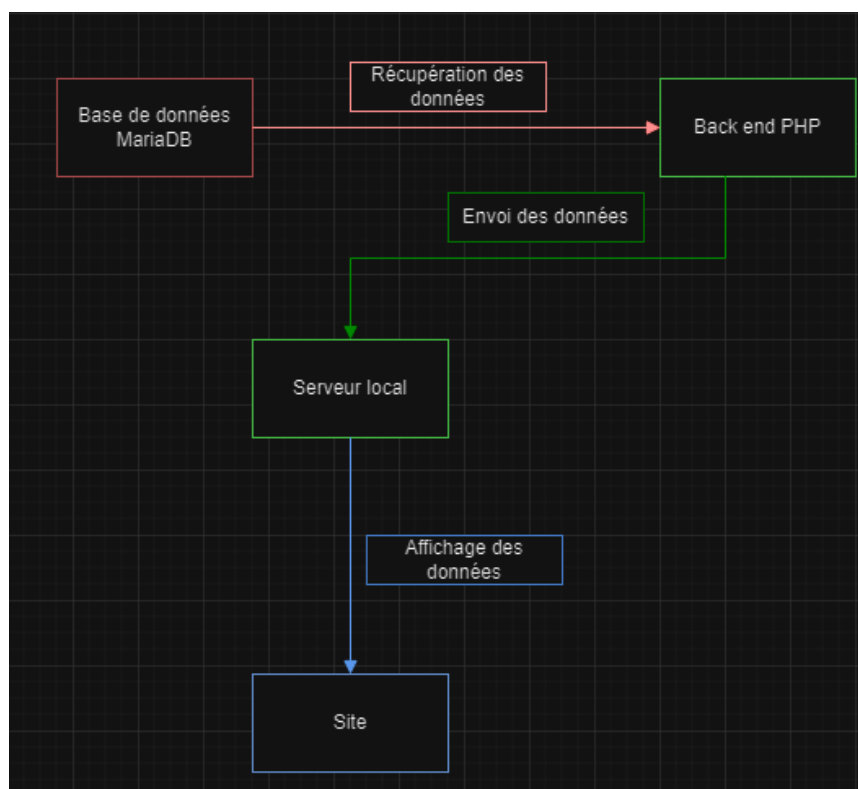 Récupération des
données
Base de données
MariaDB
Back end PHP
Envoi des données
Serveur local
Affichage des
données
Site